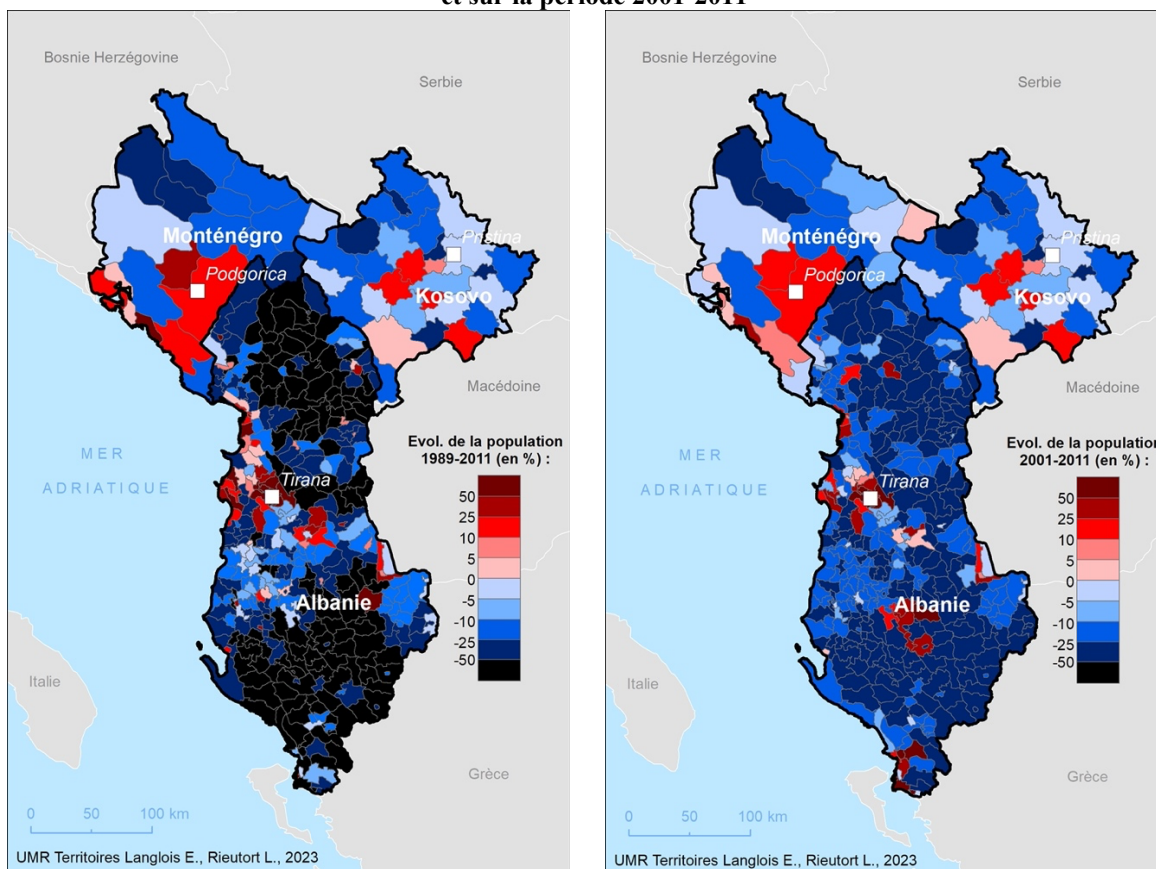 et sur la période 2001-2011
Bosnie Herzégovine
Serbie
Monténégro
Pristina
Podgorica
Kosovo
Macédoine
MER
ADRIATIQUE
Evol. de la population
1989-2011 (en %) :
50
25
10
5
0
-5
-10
-25
-50
Tirana
Albanie
Italie
Grèce
0 50 100 km
UMR Territoires Langlois E., Rieutort L., 2023
Bosnie Herzégovine
Serbie
Monténégro
Pristina
Podgorica
Kosovo
Macédoine
MER
ADRIATIQUE
Evol. de la population
2001-2011 (en %) :
50
25
10
5
0
-5
-10
-25
-50
Tirana
Albanie
Italie
Grèce
0 50 100 km
UMR Territoires Langlois E., Rieutort L., 2023